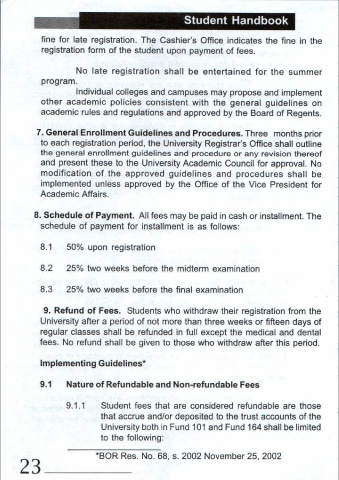 Student Handbook
fine for late registration. The Cashier's Office indicates the fine in the
registration form of the student upon payment of fees.
No late registration shall be entertained for the summer
program.
Individual colleges and campuses may propose and implement
other academic policies consistent with the general guidelines on
academic rules and regulations and approved by the Board of Regents.
7. General Enrollment Guidelines and Procedures. Three months prior
to each registration period, the University Registrar's Office shall outline
the general enrollment guidelines and procedure or any revision thereof
and present these to the University Academic Council for approval. No
modification of the approved guidelines and procedures shall be
implemented unless approved by the Office of the Vice President for
Academic Affairs.
8. Schedule of Payment. All fees may be paid in cash or installment. The
schedule of payment for installment is as follows:
8.1 50% upon registration
8.2 25% two weeks before the midterm examination
8.3 25% two weeks before the final examination
9. Refund of Fees. Students who withdraw their registration from the
University after a period of not more than three weeks or fifteen days of
regular classes shall be refunded in full except the medical and dental
fees. No refund shall be given to those who withdraw after this period.
Implementing Guidelines*
9.1 Nature of Refundable and Non-refundable Fees
9.1.1 Student fees that are considered refundable are those
that accrue and/or deposited to the trust accounts of the
University both in Fund 101 and Fund 164 shall be limited
to the following:
*BOR Res. No. 68, s. 2002 November 25, 2002
23